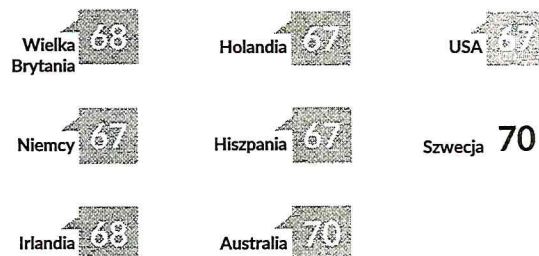 Wielka
Brytania 68
Holandia 67
USA 67
Niemcy 67
Hiszpania 67
Szwecja 70
Irlandia 68
Australia 70